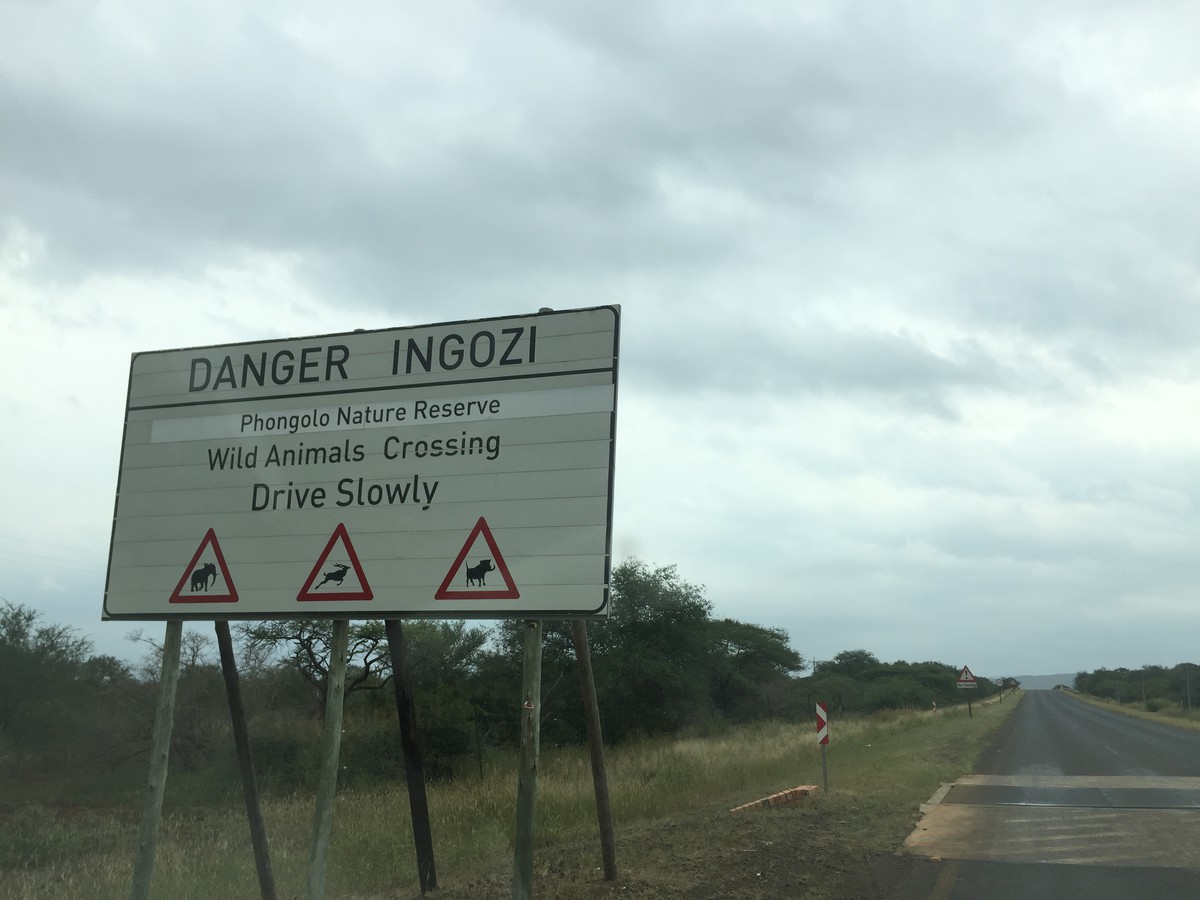 DANGER INGOZI
Phongolo Nature Reserve
Wild Animals Crossing
Drive Slowly